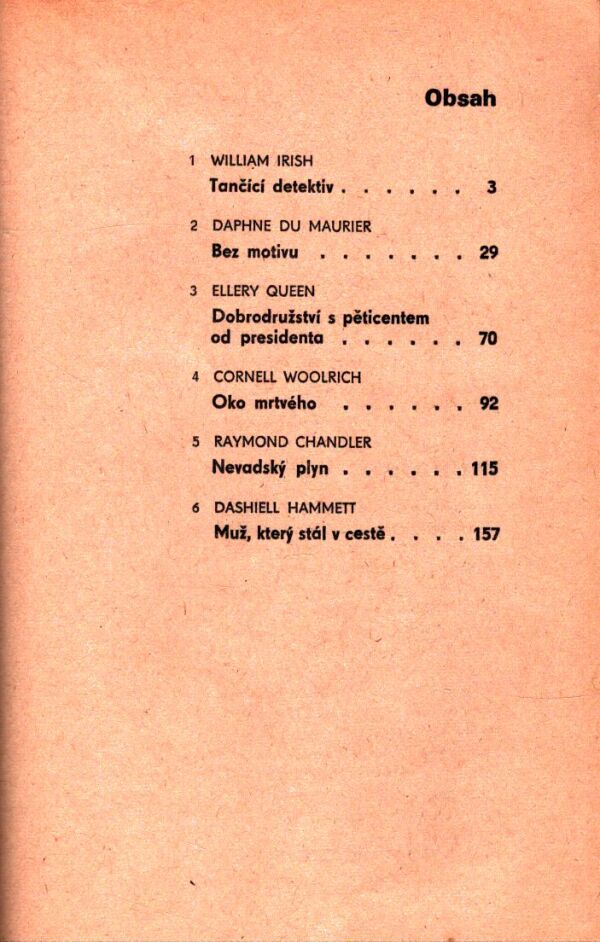 Obsah
1 WILLIAM IRISH
Tančící detektiv . . . . . . 3
2 DAPHNE DU MAURIER
Bez motivu . . . . . . . 29
3 ELLERY QUEEN
Dobrodružství s pěticentem
od presidenta . . . . . . 70
4 CORNELL WOOLRICH
Oko mrtvého . . . . . . 92
5 RAYMOND CHANDLER
Nevadský plyn . . . . . . 115
6 DASHIELL HAMMETT
Muž, který stál v cestě . . . . 157